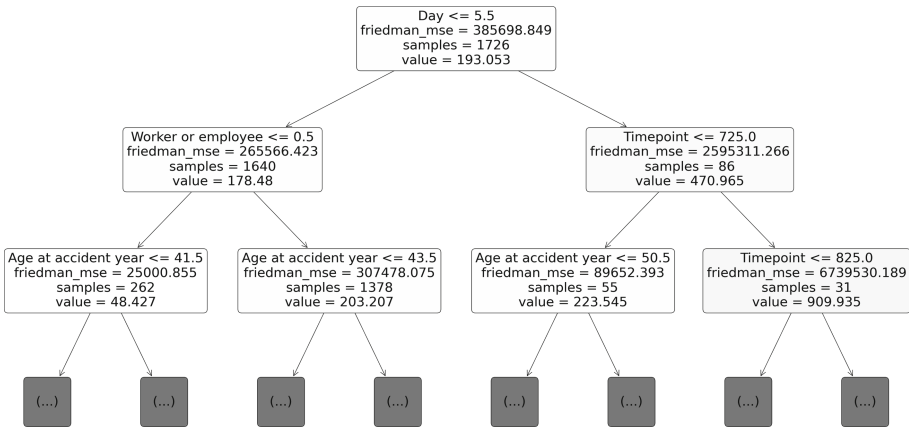 Day <= 5.5
friedman_mse = 385698.849
samples = 1726
value = 193.053
Worker or employee <= 0.5
friedman_mse = 265566.423
samples = 1640
value = 178.48
Timepoint <= 725.0
friedman_mse = 2595311.266
samples = 86
value = 470.965
Age at accident year <= 41.5
friedman_mse = 25000.855
samples = 262
value = 48.427
Age at accident year <= 43.5
friedman_mse = 307478.075
samples = 1378
value = 203.207
Age at accident year <= 50.5
friedman_mse = 89652.393
samples = 55
value = 223.545
Timepoint <= 825.0
friedman_mse = 6739530.189
samples = 31
value = 909.935
(...)
(...)
(...)
(...)
(...)
(...)
(...)
(...)